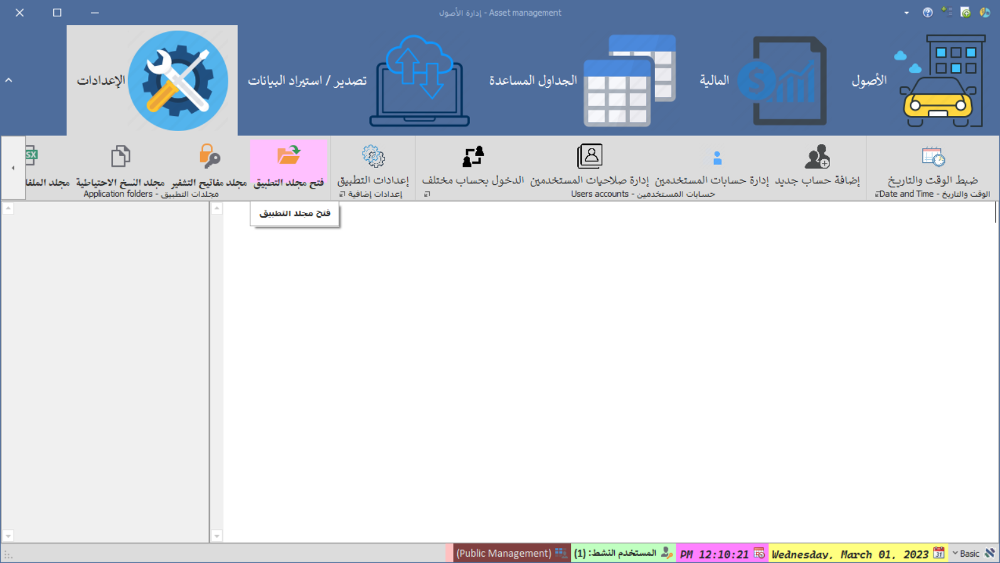 إدارة الأصول - Asset management
الأصول
المالية
الجداول المساعدة
تصدير / استيراد البيانات
الإعدادات
ضبط الوقت والتاريخ
الوقت والتاريخ - Date and Time
إضافة حساب جديد
إدارة حسابات المستخدمين
إدارة صلاحيات المستخدمين
الدخول بحساب مختلف
حسابات المستخدمين - Users accounts
إعدادات التطبيق
إعدادات إضافية
فتح مجلد التطبيق
مجلد مفاتيح التشفير
مجلد النسخ الاحتياطية
مجلد الملفا
SX
مجلدات التطبيق - Application folders
فتح مجلد التطبيق
Basic
31
Wednesday, March 01, 2023
PM 12:10:21
المستخدم النشط: (1)
(Public Management)